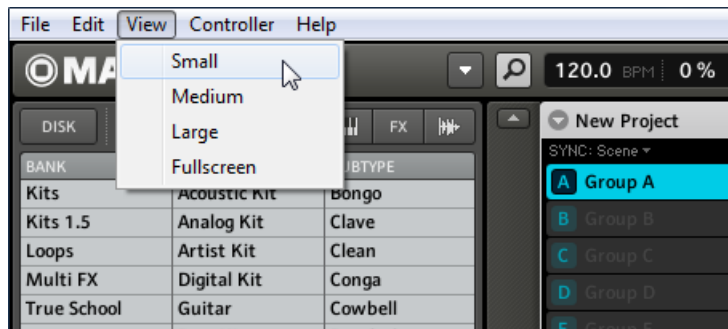 File Edit View Controller Help
Small
Medium
Large
Fullscreen
MA
120.0 BPM 0 %
DISK
FX
New Project
SYNC: Scene
BANK
UBTYPE
A Group A
Kits Acoustic Kit Bongo
B Group B
Kits 1.5 Analog Kit Clave
Loops Artist Kit Clean
C Group C
Multi FX Digital Kit Conga
D Group D
True School Guitar Cowbell